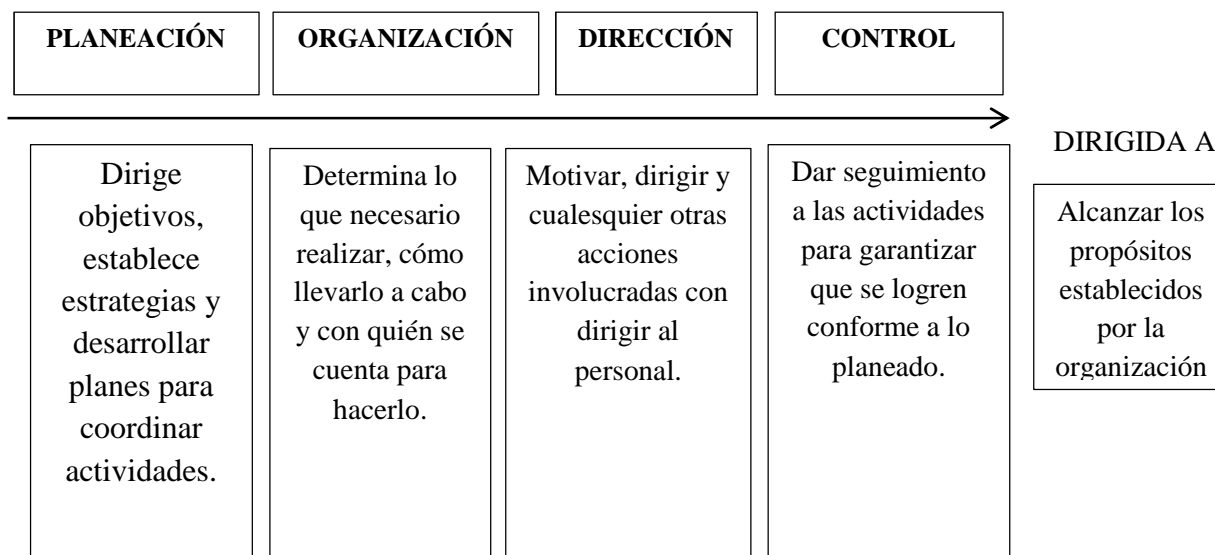 PLANEACIÓN
ORGANIZACIÓN
DIRECCIÓN
CONTROL
DIRIGIDA A
Dirige
objetivos,
establece
estrategias y
desarrollar
planes para
coordinar
actividades.
Determina lo
que necesario
realizar, cómo
llevarlo a cabo
y con quién se
cuenta para
hacerlo.
Motivar, dirigir y
cualesquier otras
acciones
involucradas con
dirigir al
personal.
Dar seguimiento
a las actividades
para garantizar
que se logren
conforme a lo
planeado.
Alcanzar los
propósitos
establecidos
por la
organización